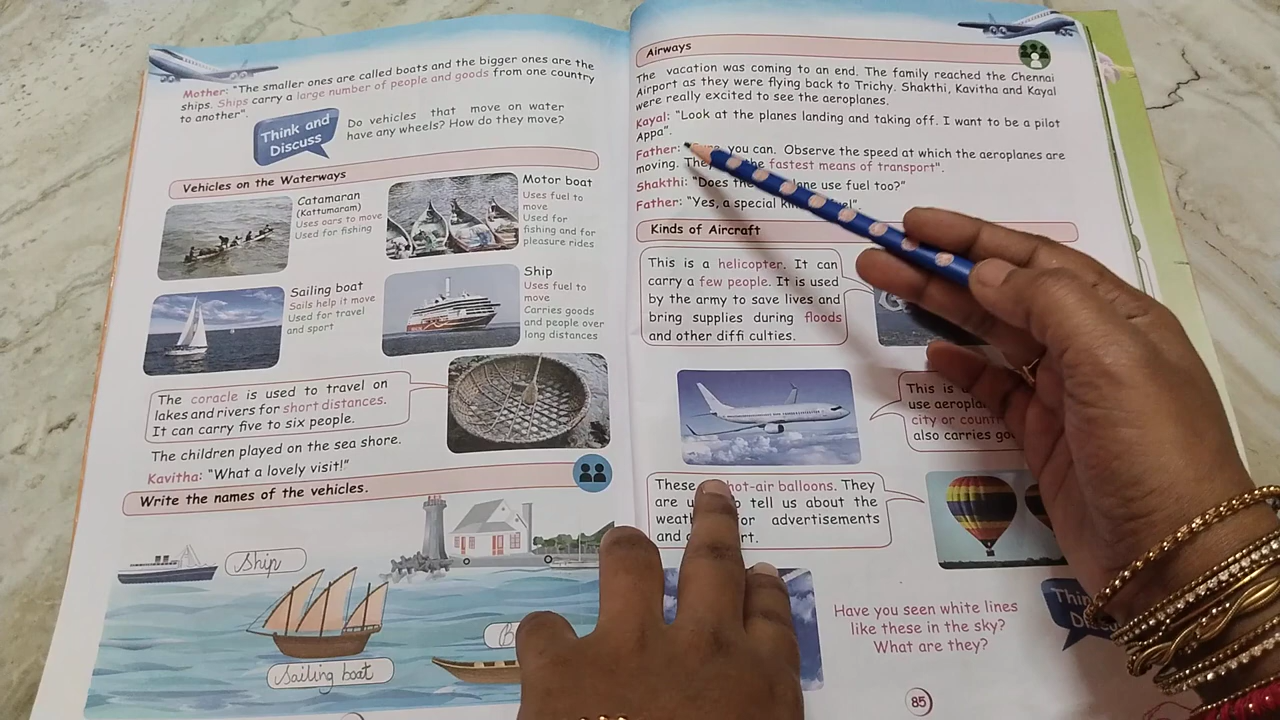 Mother: "The smaller ones are called boats and the bigger ones are the
ships. Ships carry a large number of people and goods from one country
to another".
Think and
Discuss
Do vehicles that move on water
have any wheels? How do they move?
Vehicles on the Waterways
Catamaran
(Kattumaram)
Uses oars to move
Used for fishing
Motor boat
Uses fuel to
move
Used for
fishing and for
pleasure rides
Sailing boat
Sails help it move
Used for travel
and sport
Ship
Uses fuel to
move
Carries goods
and people over
long distances
The coracle is used to travel on
lakes and rivers for short distances.
It can carry five to six people.
The children played on the sea shore.
Kavitha: "What a lovely visit!"
Write the names of the vehicles.
Ship
Sailing boat
Airways
The vacation was coming to an end. The family reached the Chennai
Airport as they were flying back to Trichy. Shakthi, Kavitha and Kayal
were really excited to see the aeroplanes.
Kayal: "Look at the planes landing and taking off. I want to be a pilot
Appa".
Father: you can. Observe the speed at which the aeroplanes are
moving. fastest means of transport".
Shakthi: "Does use fuel too?"
Father: "Yes, a special
Kinds of Aircraft
This is a helicopter. It can
carry a few people. It is used
by the army to save lives and
bring supplies during floods
and other diffi culties.
This is
use
city or
also carries
These hot-air balloons. They
are tell us about the
for advertisements
and
Have you seen white lines
like these in the sky?
What are they?
85